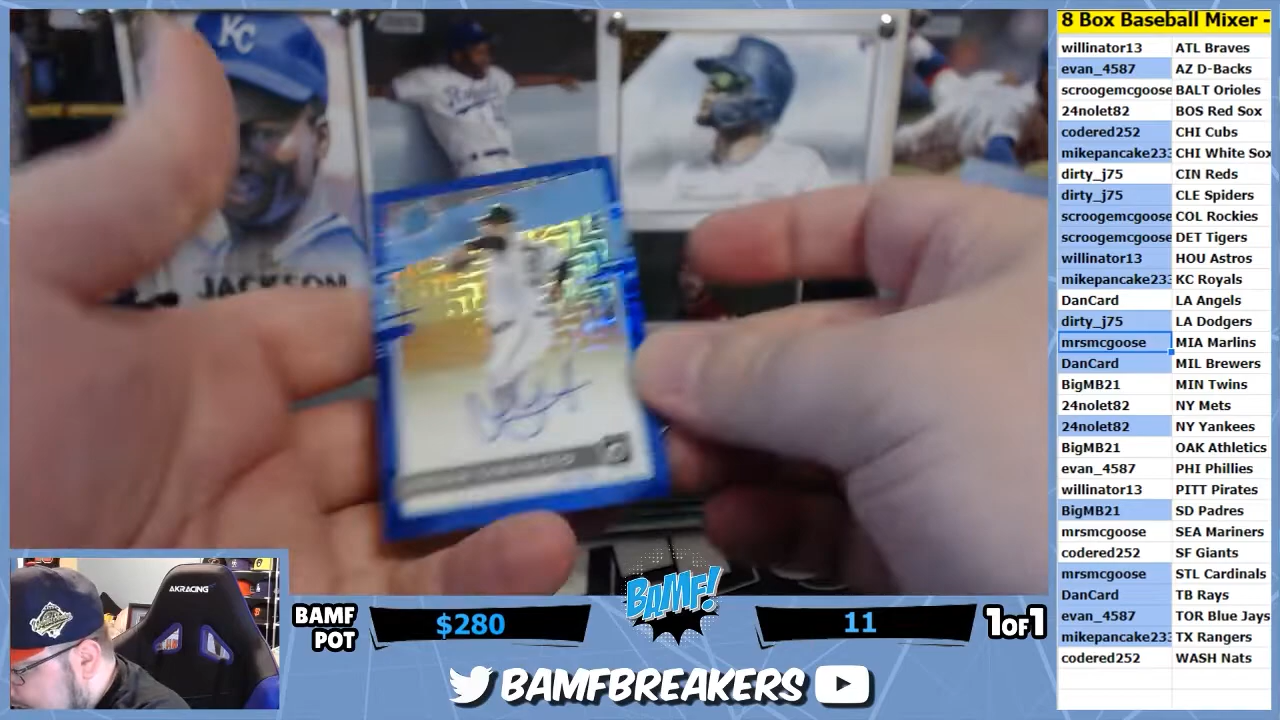 KC
Royals
JACKSON
8 Box Baseball Mixer -
willinator13 ATL Braves
evan_4587 AZ D-Backs
scroogemcgoose BALT Orioles
24nolet82 BOS Red Sox
codered252 CHI Cubs
mikepancake233 CHI White Sox
dirty_j75 CIN Reds
dirty_j75 CLE Spiders
scroogemcgoose COL Rockies
scroogemcgoose DET Tigers
willinator13 HOU Astros
mikepancake233 KC Royals
DanCard LA Angels
dirty_j75 LA Dodgers
mrsmcgoose MIA Marlins
DanCard MIL Brewers
BigMB21 MIN Twins
24nolet82 NY Mets
24nolet82 NY Yankees
BigMB21 OAK Athletics
evan_4587 PHI Phillies
willinator13 PITT Pirates
BigMB21 SD Padres
mrsmcgoose SEA Mariners
codered252 SF Giants
mrsmcgoose STL Cardinals
DanCard TB Rays
evan_4587 TOR Blue Jays
mikepancake233 TX Rangers
codered252 WASH Nats
AKRACING
BAMF POT $280
BAMF!
11 1OF1
BAMFBREAKERS